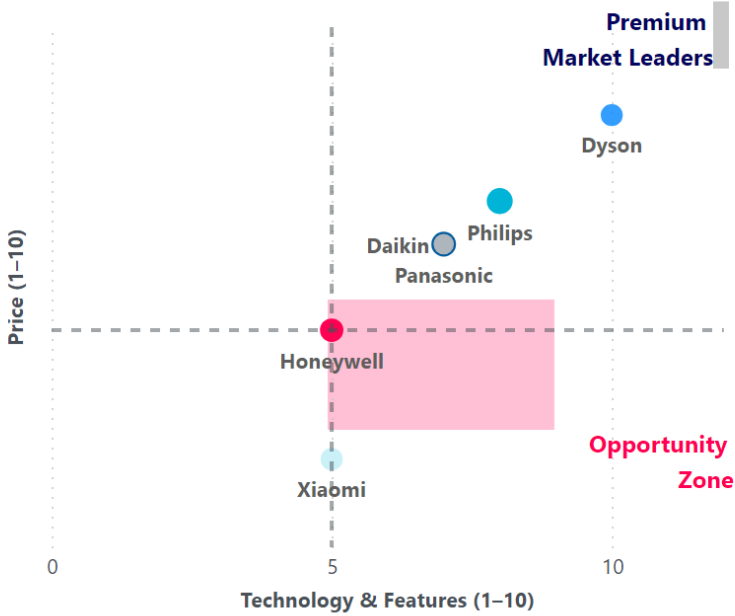 Premium
Market Leaders
Dyson
Philips
Daikin
Panasonic
Price (1–10)
Honeywell
Opportunity
Zone
Xiaomi
0
5
10
Technology & Features (1–10)